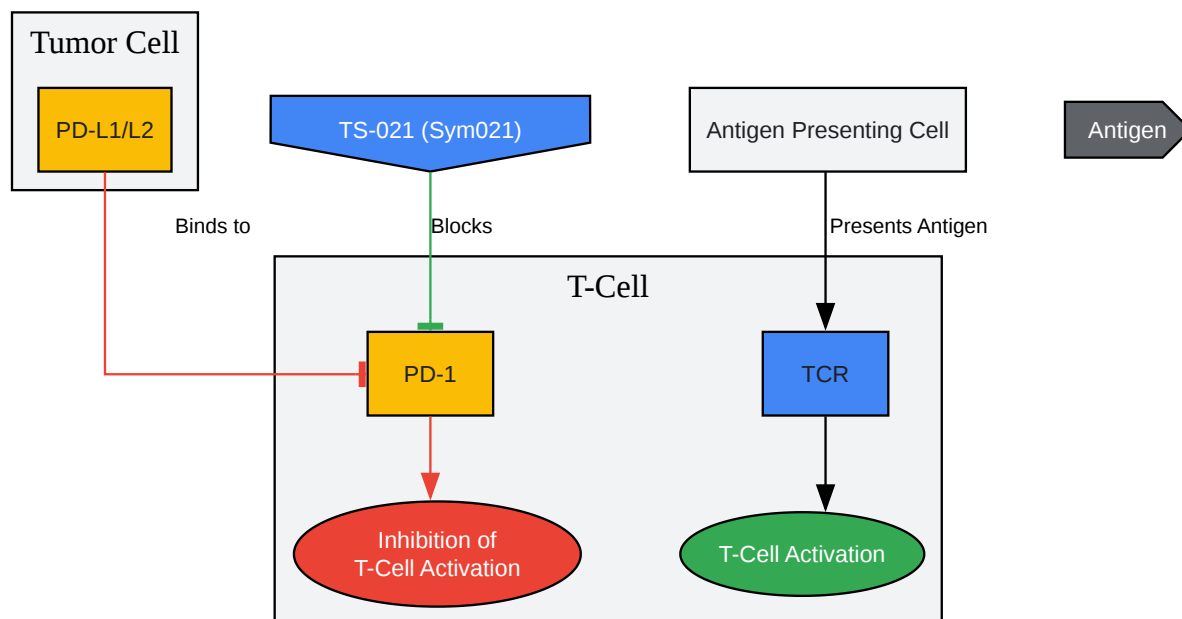 Tumor Cell
PD-L1/L2
TS-021 (Sym021)
Antigen Presenting Cell
Antigen
Binds to
Blocks
Presents Antigen
T-Cell
PD-1
TCR
Inhibition of
T-Cell Activation
T-Cell Activation